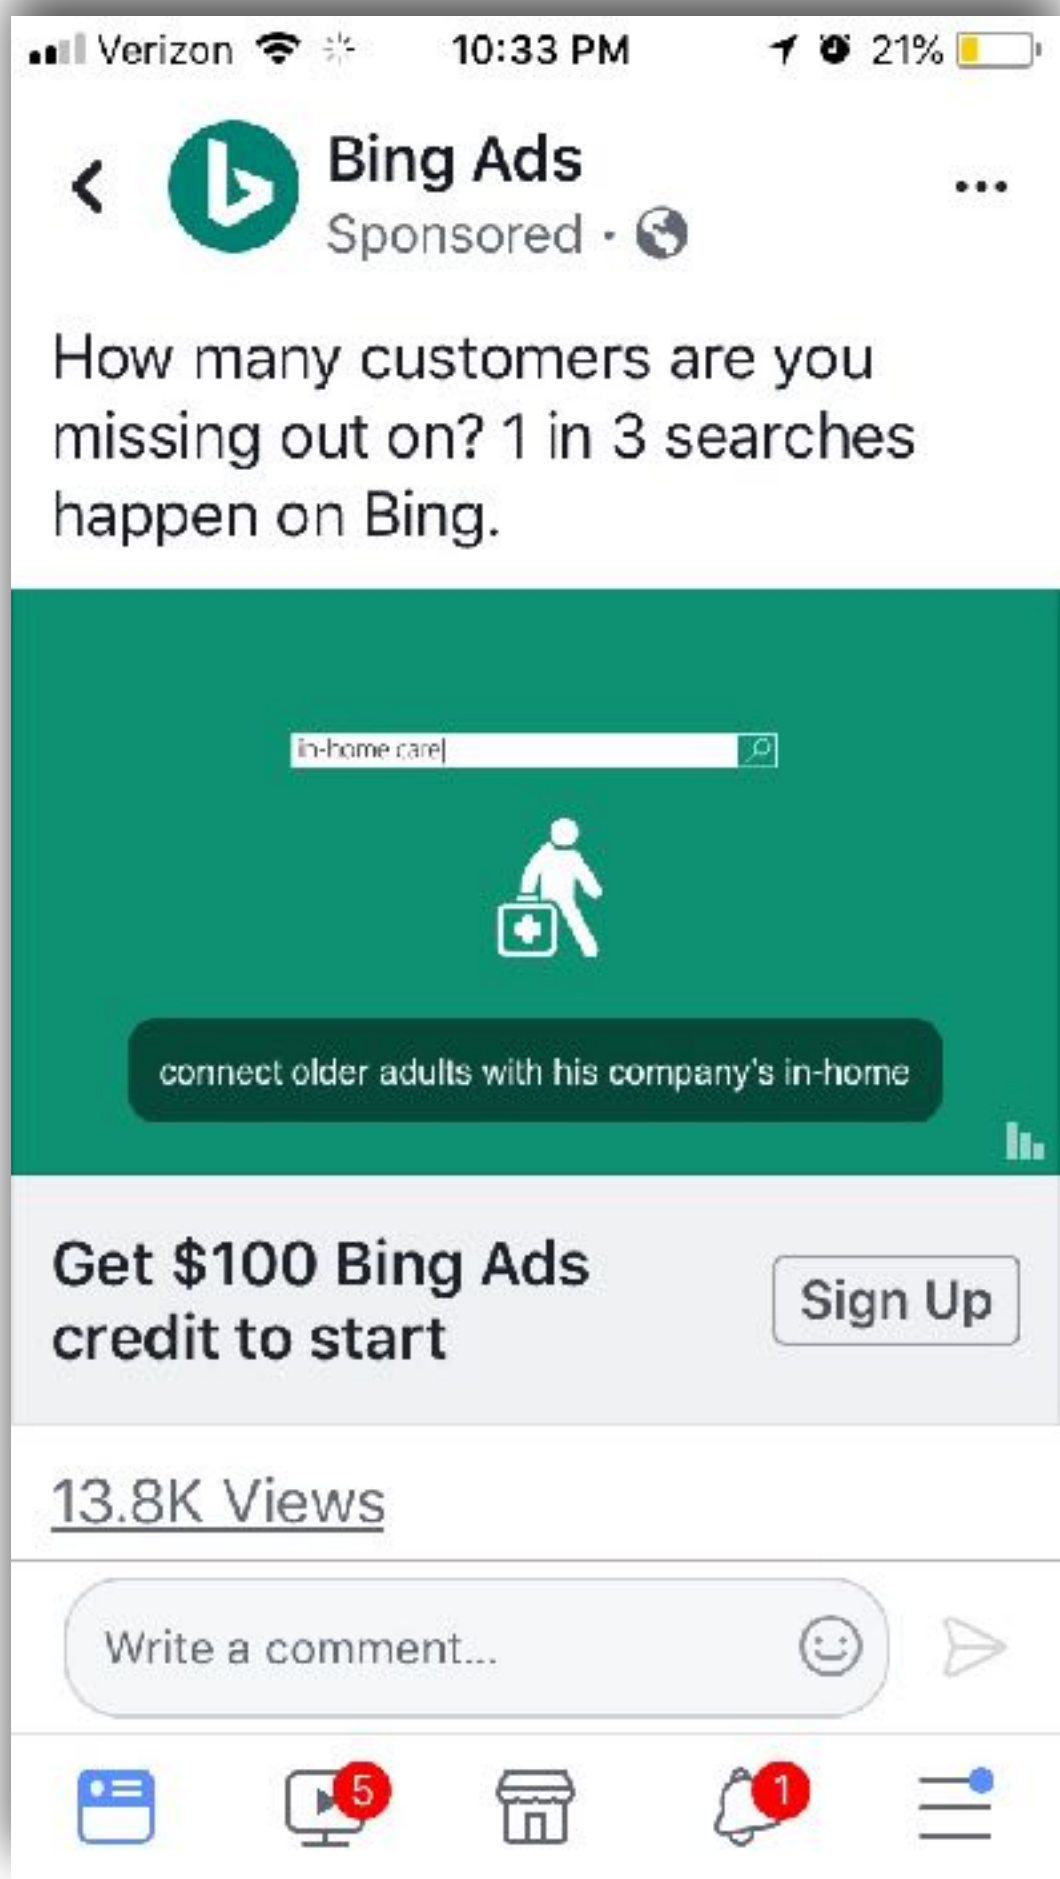 Verizon 10:33 PM 21%
Bing Ads
Sponsored ·
How many customers are you
missing out on? 1 in 3 searches
happen on Bing.
in-home care
connect older adults with his company's in-home
Get $100 Bing Ads
credit to start
Sign Up
13.8K Views
Write a comment...
5
1